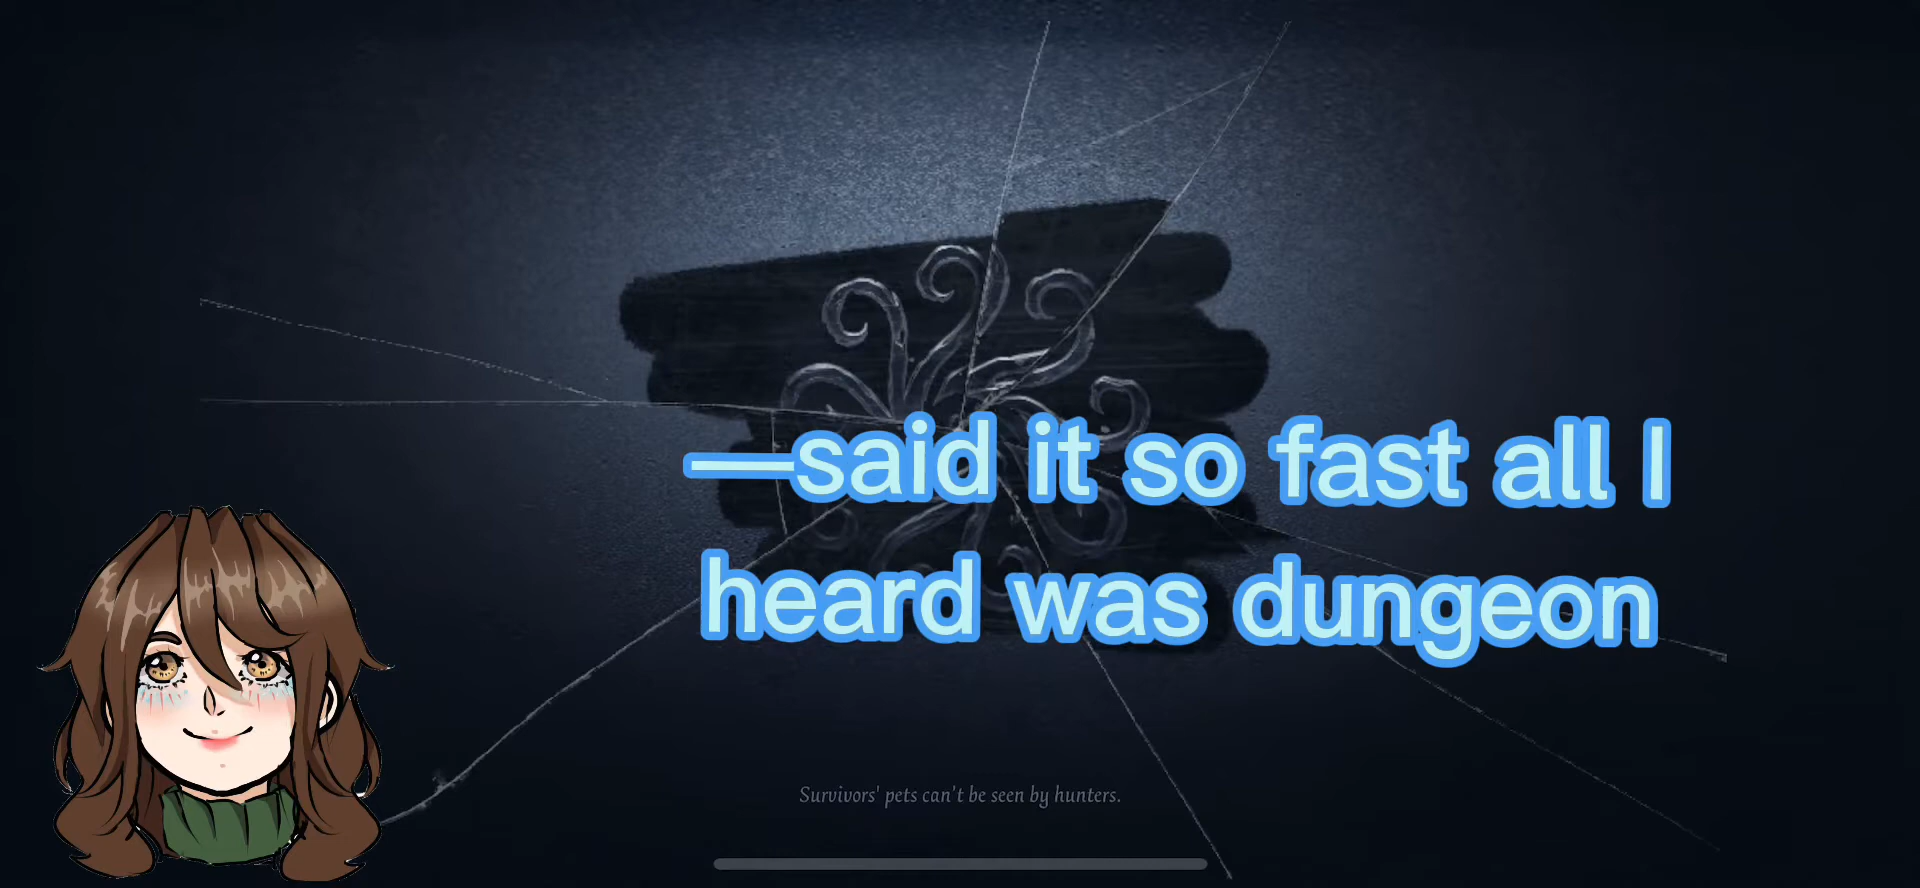 —said it so fast all I
heard was dungeon
Survivors' pets can't be seen by hunters.